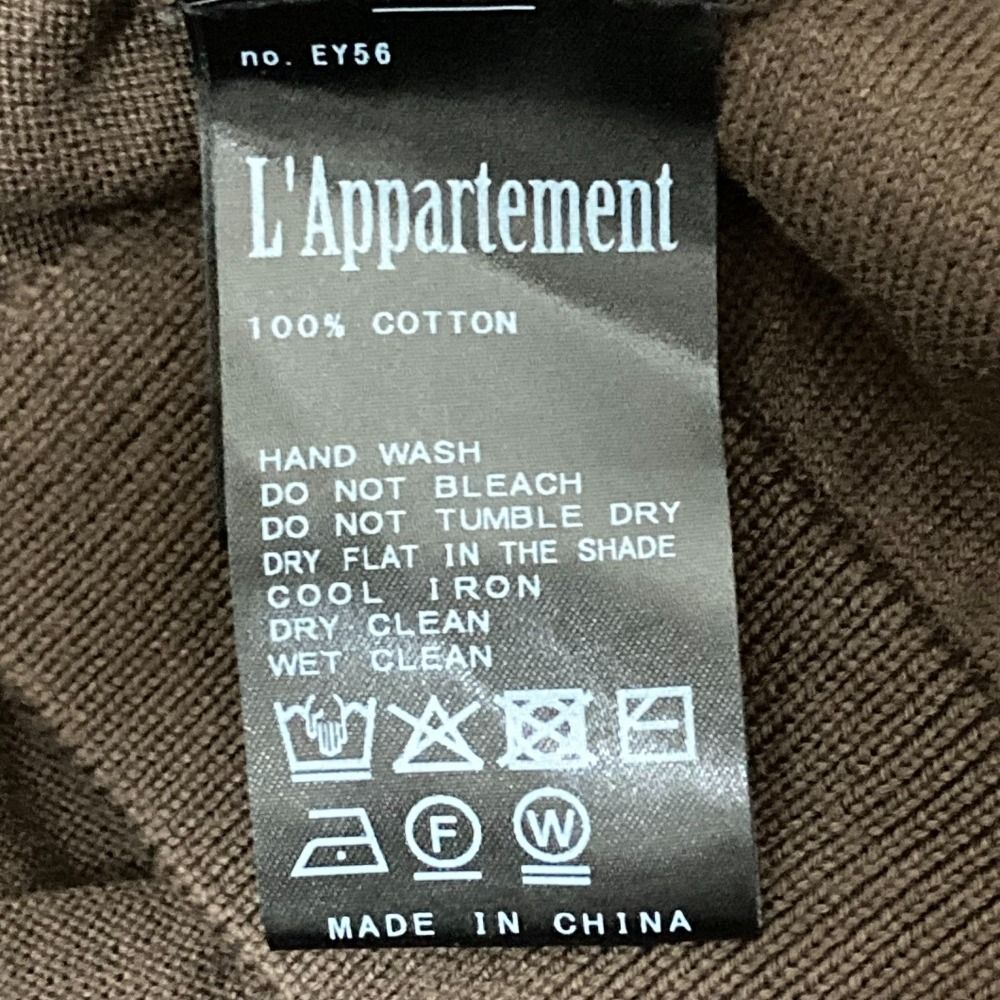 no. EY56
L'Appartement
100% COTTON
HAND WASH
DO NOT BLEACH
DO NOT TUMBLE DRY
DRY FLAT IN THE SHADE
COOL IRON
DRY CLEAN
WET CLEAN
F W
MADE IN CHINA